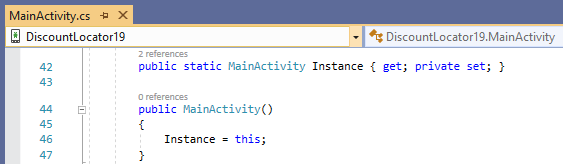 MainActivity.cs
DiscountLocator19 DiscountLocator19.MainActivity
2 references
42 public static MainActivity Instance { get; private set; }
43
0 references
44 public MainActivity()
45 {
46 Instance = this;
47 }